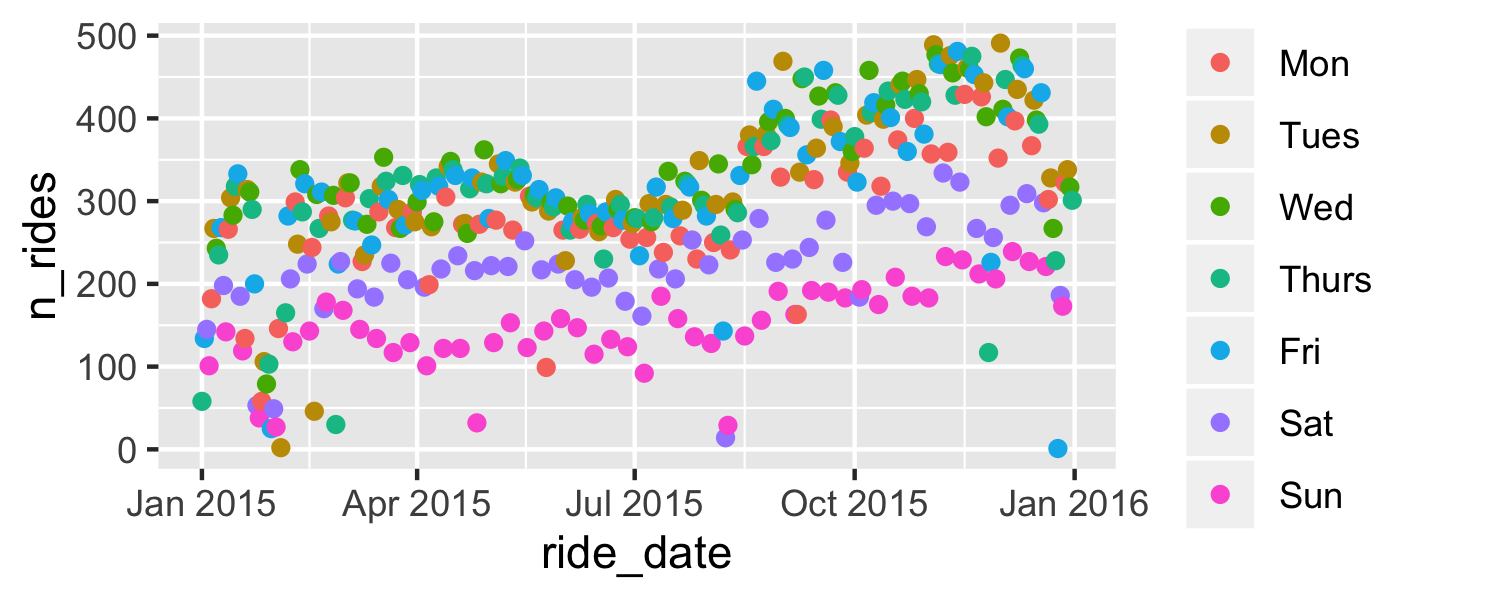 n_rides
500
400
300
200
100
0
Jan 2015 Apr 2015 Jul 2015 Oct 2015 Jan 2016
ride_date
Mon
Tues
Wed
Thurs
Fri
Sat
Sun